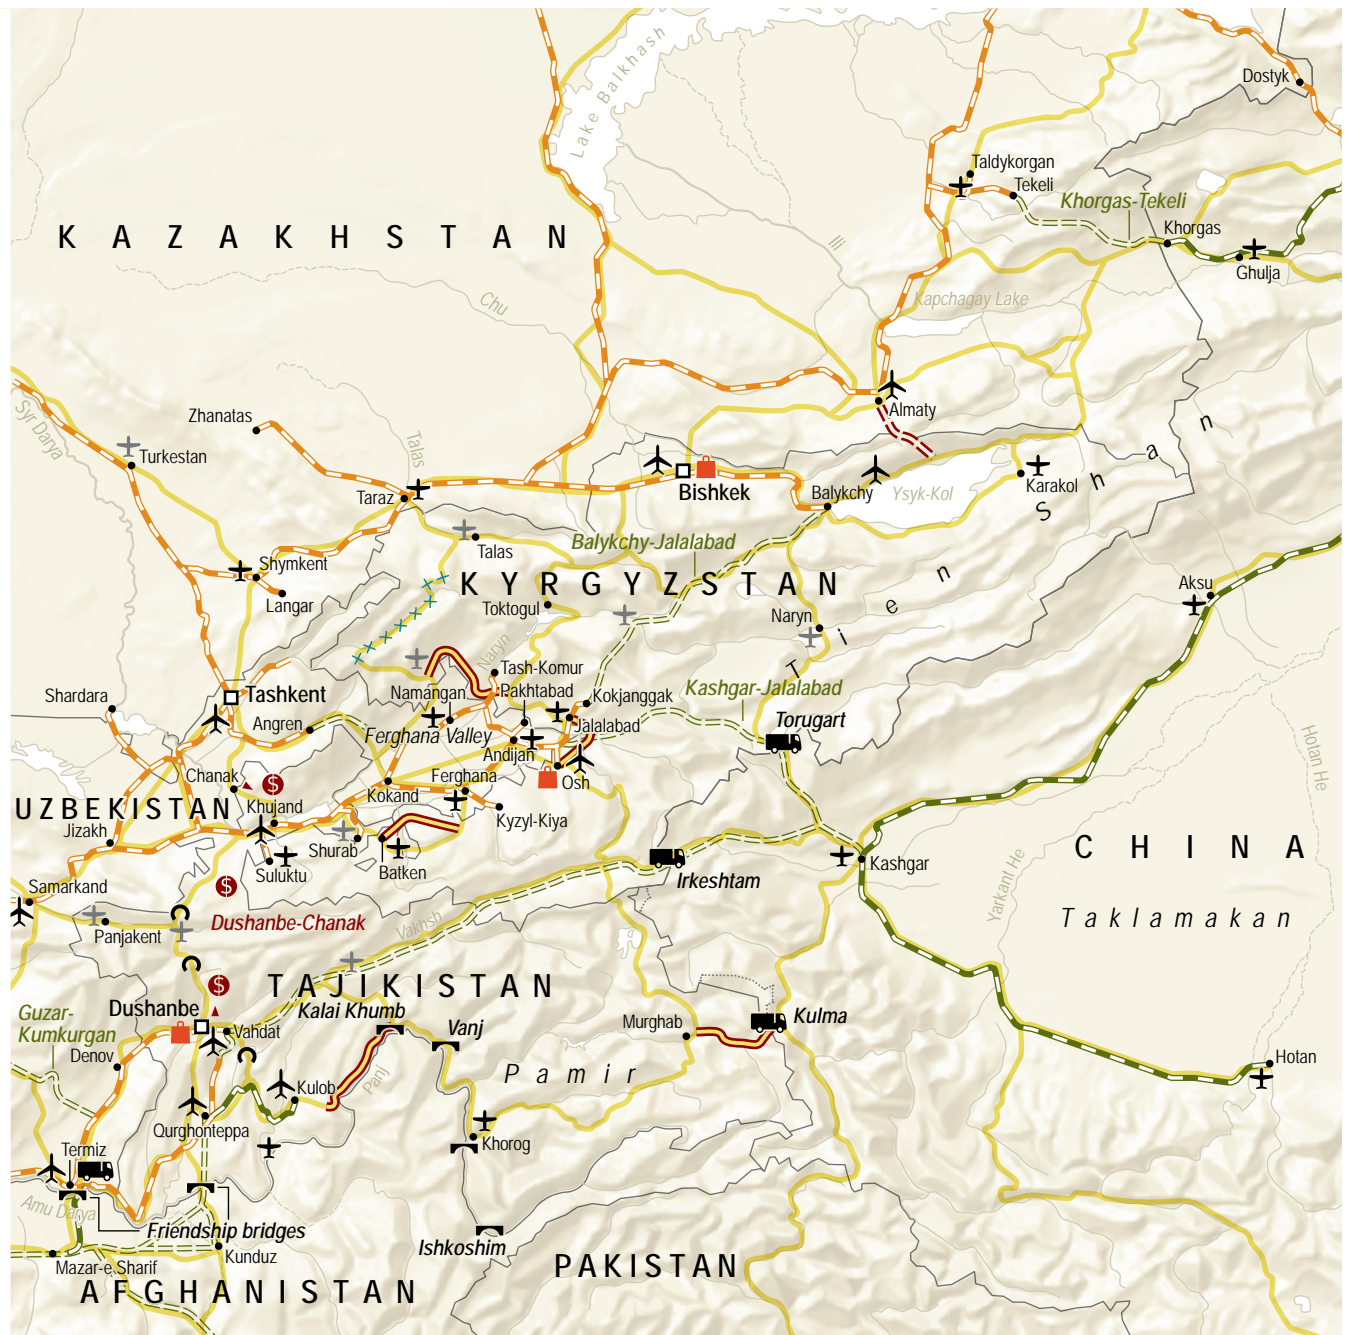 Dostyk
Lake Balkhash
Taldykorgan
Tekeli
Khorgas-Tekeli
Khorgas
Ghulja
KAZAKHSTAN
Ili
Chu
Kapchagay Lake
Syr Darya
Zhanatas
Almaty
Turkestan
Talas
Taraz
Bishkek
Balykchy
Ysyk-Kol
Karakol
Tien Shan
Talas
Balykchy-Jalalabad
Shymkent
Langar
KYRGYZSTAN
Toktogul
Naryn
Naryn
Aksu
Tash-Komur
Pakhtabad
Kokjanggak
Kashgar-Jalalabad
Shardara
Tashkent
Namangan
Angren
Ferghana Valley
Jalalabad
Torugart
Andijan
Hotan He
Chanak
$
Ferghana
Osh
Kokand
UZBEKISTAN
Khujand
Kyzyl-Kiya
Jizakh
Shurab
Batken
Suluktu
Kashgar
CHINA
Irkeshtam
Samarkand
$
Yarkant He
Taklamakan
Panjakent
Dushanbe-Chanak
Vakhsh
$
TAJIKISTAN
Guzar-
Kumkurgan
Dushanbe
Kalai Khumb
Vahdat
Vanj
Murghab
Kulma
Denov
Hotan
Kulob
Panj
Pamir
Qurghonteppa
Khorog
Termiz
Amu Darya
Friendship bridges
Ishkoshim
Kunduz
Mazar-e Sharif
PAKISTAN
AFGHANISTAN